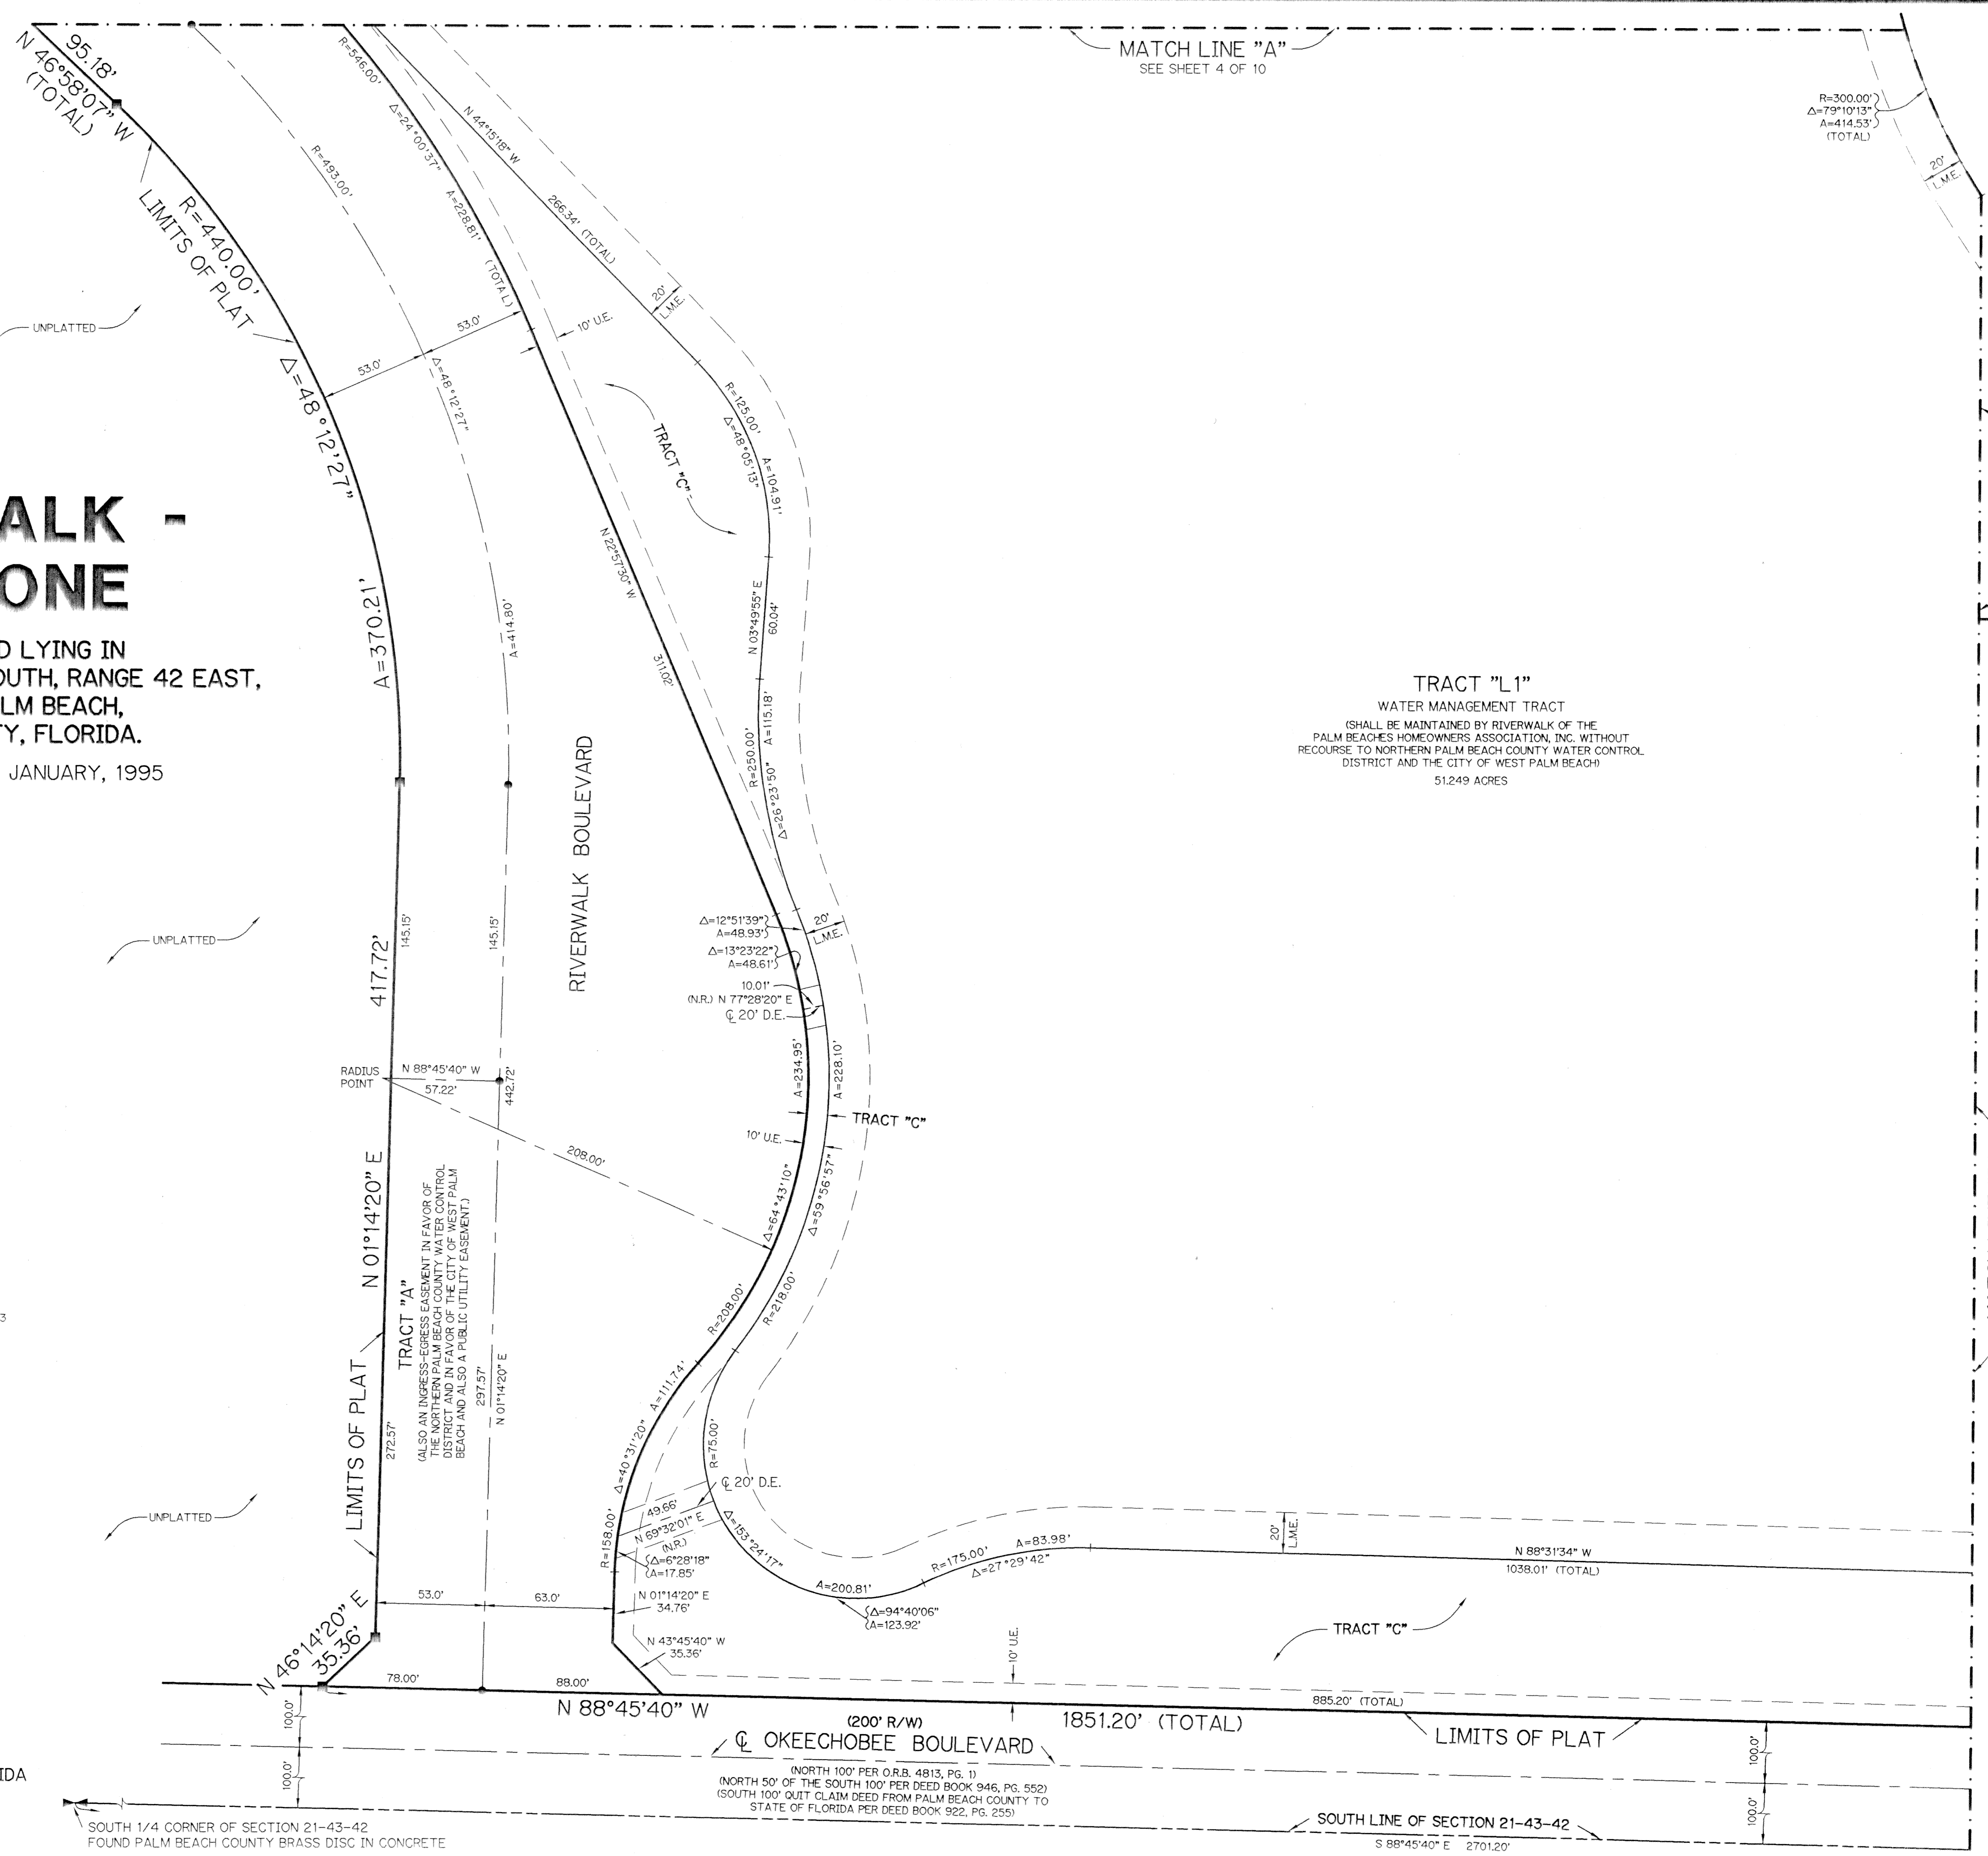 MATCH LINE "A"
SEE SHEET 4 OF 10
95.18'
N 46°58'07" W
(TOTAL)
R=300.00'
Δ=79°10'13"
A=414.53'
(TOTAL)
20'
L.M.E.
R=546.00'
Δ=24°00'37"
A=228.81'
(TOTAL)
N 44°15'18" W
266.34' (TOTAL)
R=493.00'
R=440.00'
LIMITS OF PLAT
UNPLATTED
20'
L.M.E.
53.0'
10' U.E.
53.0'
Δ=48°12'27"
Δ=48°12'27"
R=125.00'
Δ=48°05'13"
A=104.91'
TRACT "C"
ALK -
ONE
D LYING IN
OUTH, RANGE 42 EAST,
LM BEACH,
TY, FLORIDA.
JANUARY, 1995
A=370.21'
A=414.80'
N 22°57'30" W
311.02'
N 03°49'55" E
60.04'
R=250.00'
A=115.18'
Δ=26°23'50"
TRACT "L1"
WATER MANAGEMENT TRACT
(SHALL BE MAINTAINED BY RIVERWALK OF THE
PALM BEACHES HOMEOWNERS ASSOCIATION, INC. WITHOUT
RECOURSE TO NORTHERN PALM BEACH COUNTY WATER CONTROL
DISTRICT AND THE CITY OF WEST PALM BEACH)
51.249 ACRES
RIVERWALK BOULEVARD
UNPLATTED
417.72'
145.15'
145.15'
Δ=12°51'39"
A=48.93'
Δ=13°23'22"
A=48.61'
20'
L.M.E.
10.01'
(N.R.) N 77°28'20" E
℄ 20' D.E.
RADIUS
POINT
N 88°45'40" W
57.22'
442.72'
A=234.95'
A=228.10'
TRACT "C"
10' U.E.
208.00'
Δ=64°43'10"
Δ=59°56'57"
N 01°14'20" E
TRACT "A"
(ALSO AN INGRESS-EGRESS EASEMENT IN FAVOR OF
THE NORTHERN PALM BEACH COUNTY WATER CONTROL
DISTRICT AND IN FAVOR OF THE CITY OF WEST PALM
BEACH AND ALSO A PUBLIC UTILITY EASEMENT.)
R=208.00'
R=218.00'
3
LIMITS OF PLAT
272.57'
297.57'
N 01°14'20" E
A=111.74'
Δ=40°31'20"
R=158.00'
R=75.00'
℄ 20' D.E.
49.66'
N 69°32'01" E
(N.R.)
Δ=6°28'18"
A=17.85'
Δ=153°24'17"
UNPLATTED
A=200.81'
Δ=94°40'06"
A=123.92'
R=175.00'
A=83.98'
Δ=27°29'42"
20'
L.M.E.
N 88°31'34" W
1038.01' (TOTAL)
53.0'
63.0'
N 01°14'20" E
34.76'
N 43°45'40" W
35.36'
TRACT "C"
10' U.E.
N 46°14'20" E
35.36'
78.00'
88.00'
N 88°45'40" W
885.20' (TOTAL)
1851.20' (TOTAL)
LIMITS OF PLAT
100.0'
100.0'
(200' R/W)
℄ OKEECHOBEE BOULEVARD
(NORTH 100' PER O.R.B. 4813, PG. 1)
(NORTH 50' OF THE SOUTH 100' PER DEED BOOK 946, PG. 552)
(SOUTH 100' QUIT CLAIM DEED FROM PALM BEACH COUNTY TO
STATE OF FLORIDA PER DEED BOOK 922, PG. 255)
100.0'
100.0'
IDA
SOUTH 1/4 CORNER OF SECTION 21-43-42
FOUND PALM BEACH COUNTY BRASS DISC IN CONCRETE
SOUTH LINE OF SECTION 21-43-42
S 88°45'40" E 2701.20'